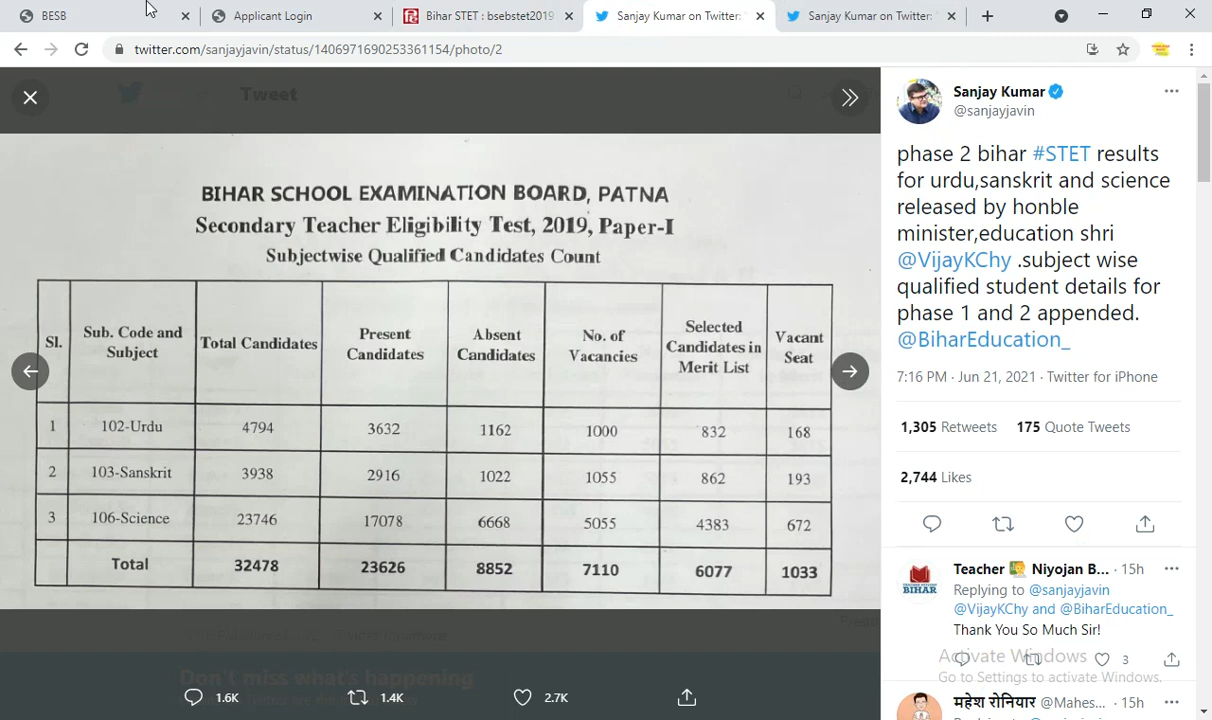 BESB
Applicant Login
Bihar STET : bsebstet2019
Sanjay Kumar on Twitter:
Sanjay Kumar on Twitter:
twitter.com/sanjayjavin/status/1406971690253361154/photo/2
Tweet
BIHAR SCHOOL EXAMINATION BOARD, PATNA
Secondary Teacher Eligibility Test, 2019, Paper-I
Subjectwise Qualified Candidates Count
Sl. Sub. Code and Subject Total Candidates Present Candidates Absent Candidates No. of Vacancies Selected Candidates in Merit List Vacant Seat
1 102-Urdu 4794 3632 1162 1000 832 168
2 103-Sanskrit 3938 2916 1022 1055 862 193
3 106-Science 23746 17078 6668 5055 4383 672
Total 32478 23626 8852 7110 6077 1033
Don't miss what's happening
1.6K 1.4K 2.7K
Sanjay Kumar
@sanjayjavin
phase 2 bihar #STET results
for urdu,sanskrit and science
released by honble
minister,education shri
@VijayKChy .subject wise
qualified student details for
phase 1 and 2 appended.
@BiharEducation_
7:16 PM · Jun 21, 2021 · Twitter for iPhone
1,305 Retweets 175 Quote Tweets
2,744 Likes
Teacher Niyojan B... · 15h
Replying to @sanjayjavin
@VijayKChy and @BiharEducation_
Thank You So Much Sir!
3
Activate Windows
Go to Settings to activate Windows.
महेश रोनियार @Mahes... · 15h